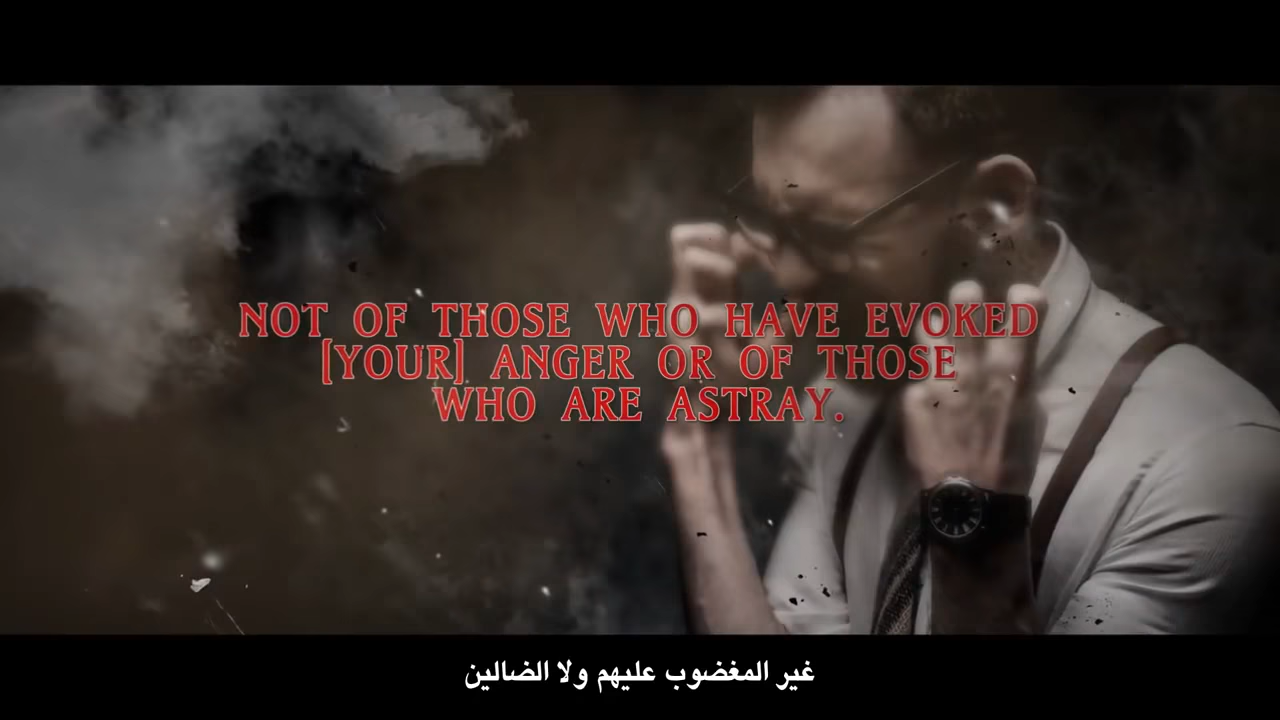 NOT OF THOSE WHO HAVE EVOKED
[YOUR] ANGER OR OF THOSE
WHO ARE ASTRAY.
غير المغضوب عليهم ولا الضالين